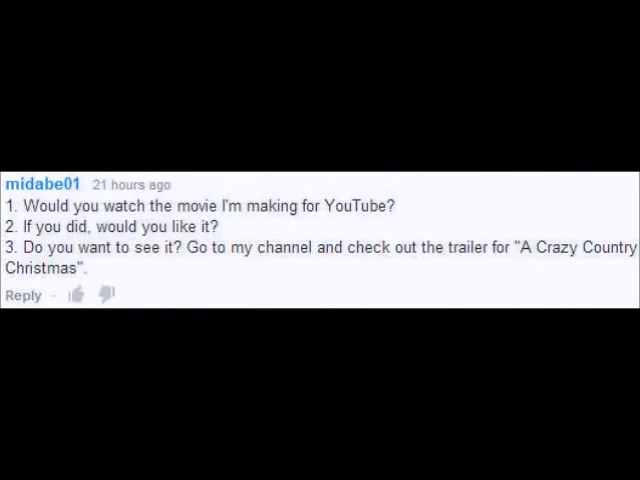 midabe01 21 hours ago
1. Would you watch the movie I'm making for YouTube?
2. If you did, would you like it?
3. Do you want to see it? Go to my channel and check out the trailer for "A Crazy Country
Christmas".
Reply -